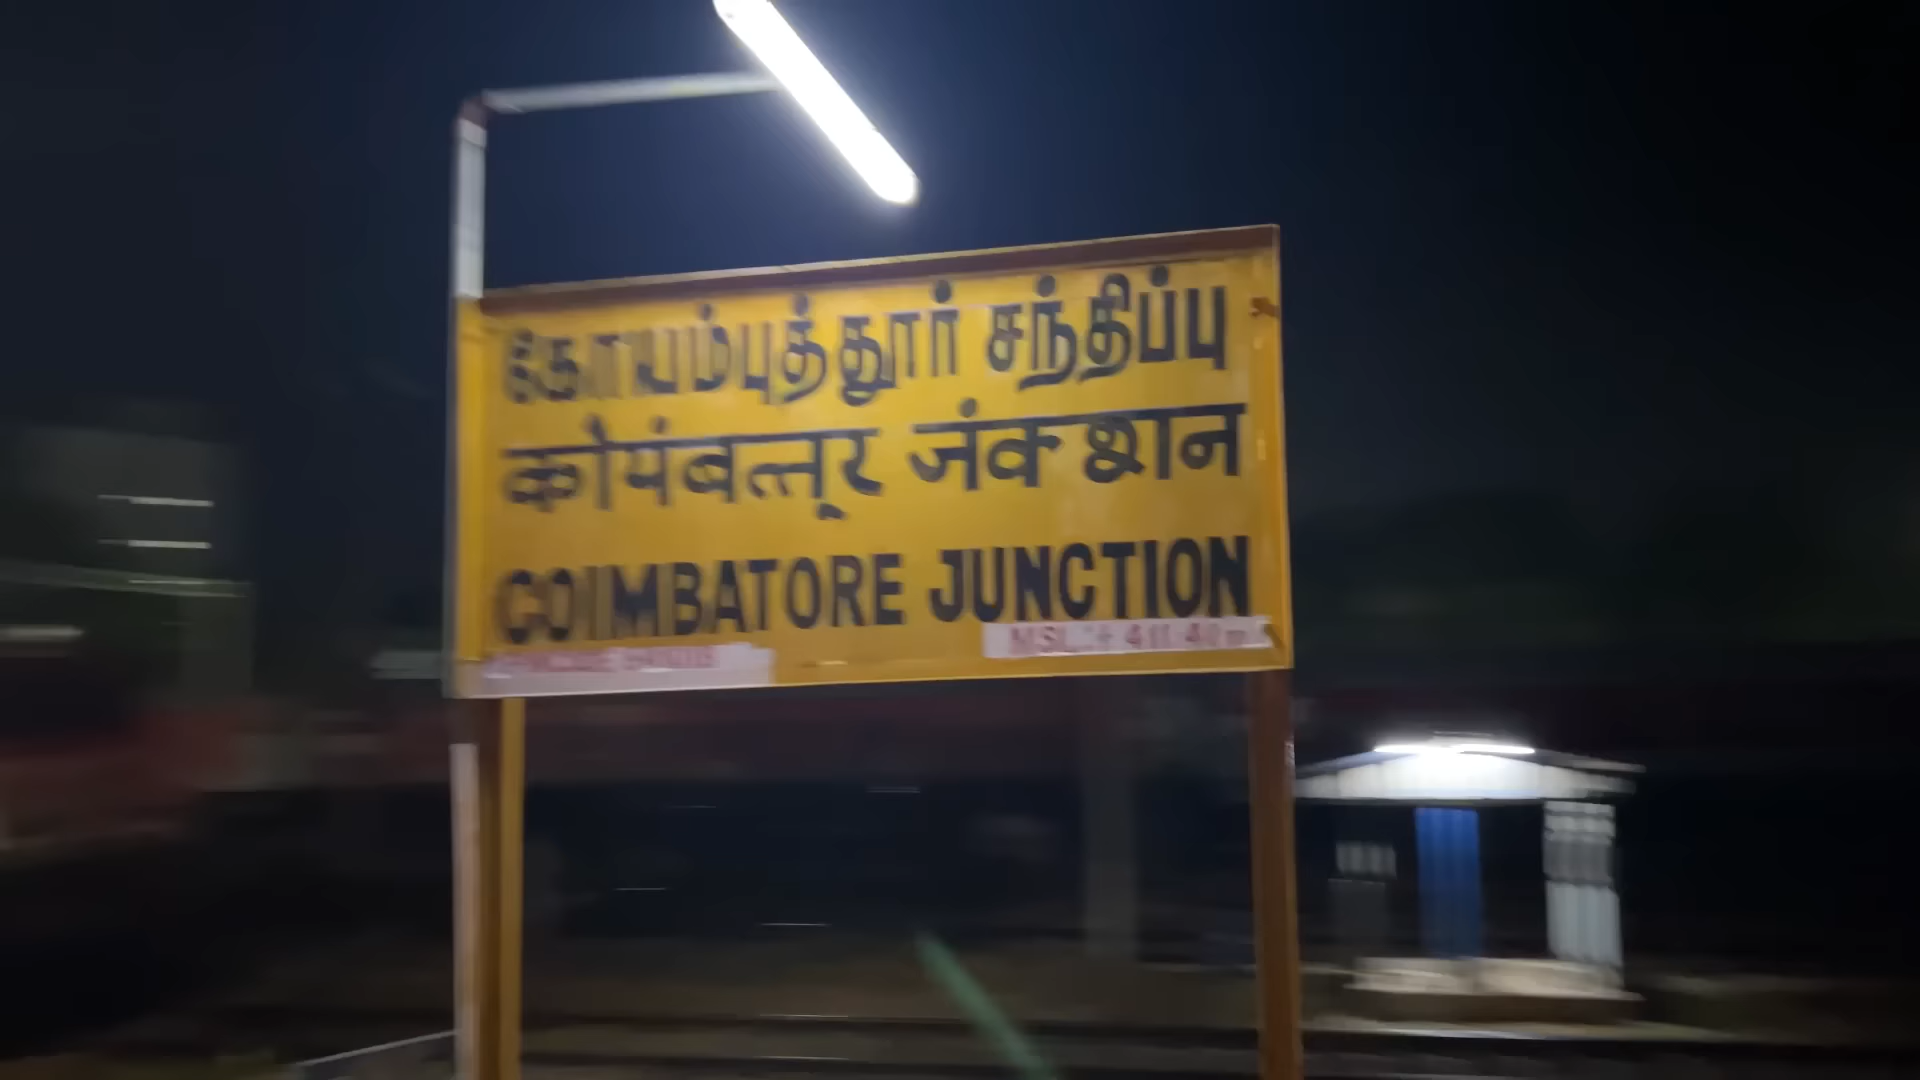 கோயம்புத்தூர் சந்திப்பு
कोयंबत्तूर जंक्शन
COIMBATORE JUNCTION
MSL :+ 411.40 m